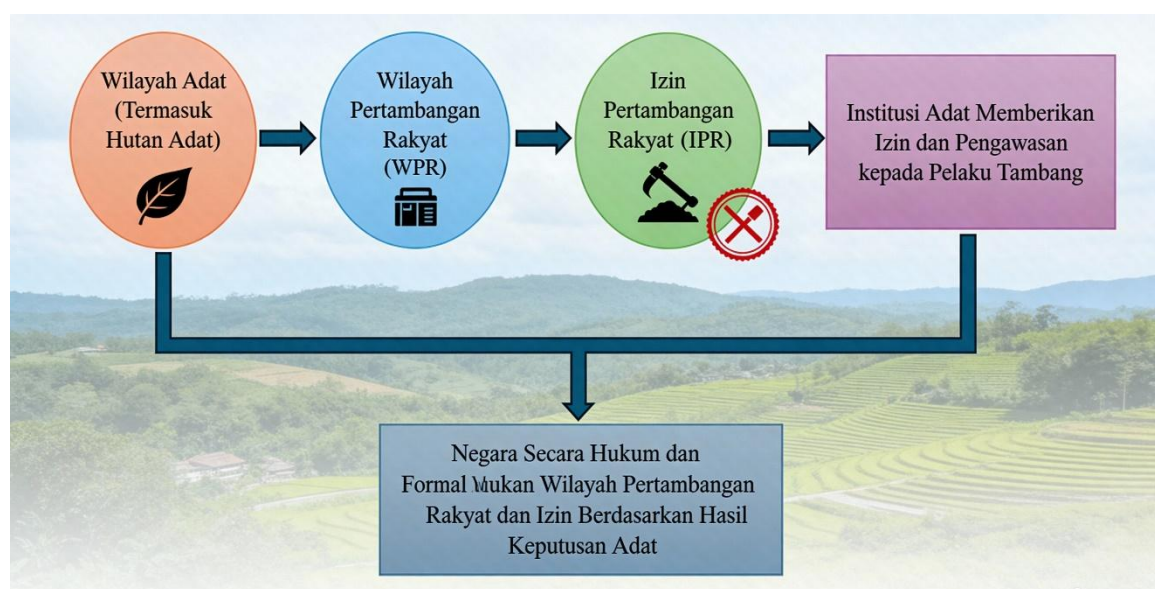 Wilayah Adat
(Termasuk
Hutan Adat)
Wilayah
Pertambangan
Rakyat
(WPR)
Izin
Pertambangan
Rakyat (IPR)
Institusi Adat Memberikan
Izin dan Pengawasan
kepada Pelaku Tambang
Negara Secara Hukum dan
Formal Wilayah Pertambangan
Rakyat dan Izin Berdasarkan Hasil
Keputusan Adat